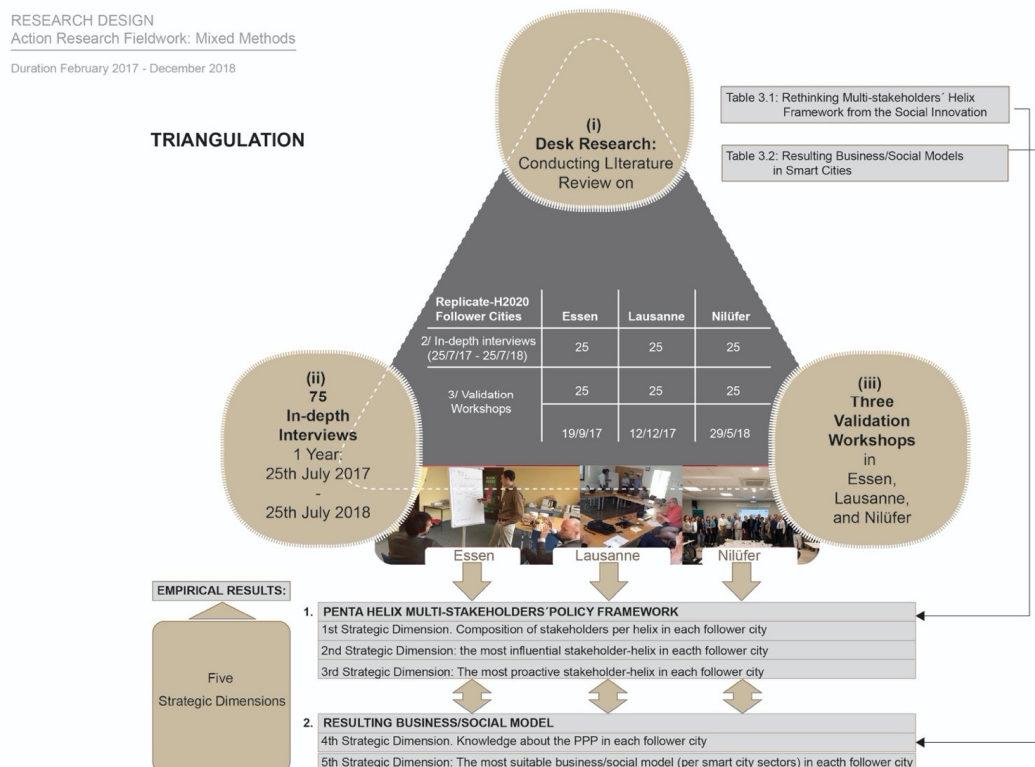 RESEARCH DESIGN
Action Research Fieldwork: Mixed Methods
Duration February 2017 - December 2018
TRIANGULATION
(i)
Desk Research:
Conducting LIterature
Review on
Table 3.1: Rethinking Multi-stakeholders´ Helix
Framework from the Social Innovation
Table 3.2: Resulting Business/Social Models
in Smart Cities
Replicate-H2020
Follower Cities
Essen
Lausanne
Nilüfer
2/ In-depth interviews
(25/7/17 - 25/7/18)
25
25
25
3/ Validation
Workshops
25
25
25
19/9/17
12/12/17
29/5/18
(ii)
75
In-depth
Interviews
1 Year:
25th July 2017
-
25th July 2018
(iii)
Three
Validation
Workshops
in
Essen,
Lausanne,
and Nilüfer
Essen
Lausanne
Nilüfer
EMPIRICAL RESULTS:
Five
Strategic Dimensions
1. PENTA HELIX MULTI-STAKEHOLDERS´POLICY FRAMEWORK
1st Strategic Dimension. Composition of stakeholders per helix in each follower city
2nd Strategic Dimension: the most influential stakeholder-helix in eacth follower city
3rd Strategic Dimension: The most proactive stakeholder-helix in each follower city
2. RESULTING BUSINESS/SOCIAL MODEL
4th Strategic Dimension. Knowledge about the PPP in each follower city
5th Strategic Dimension: The most suitable business/social model (per smart city sectors) in eacth follower city